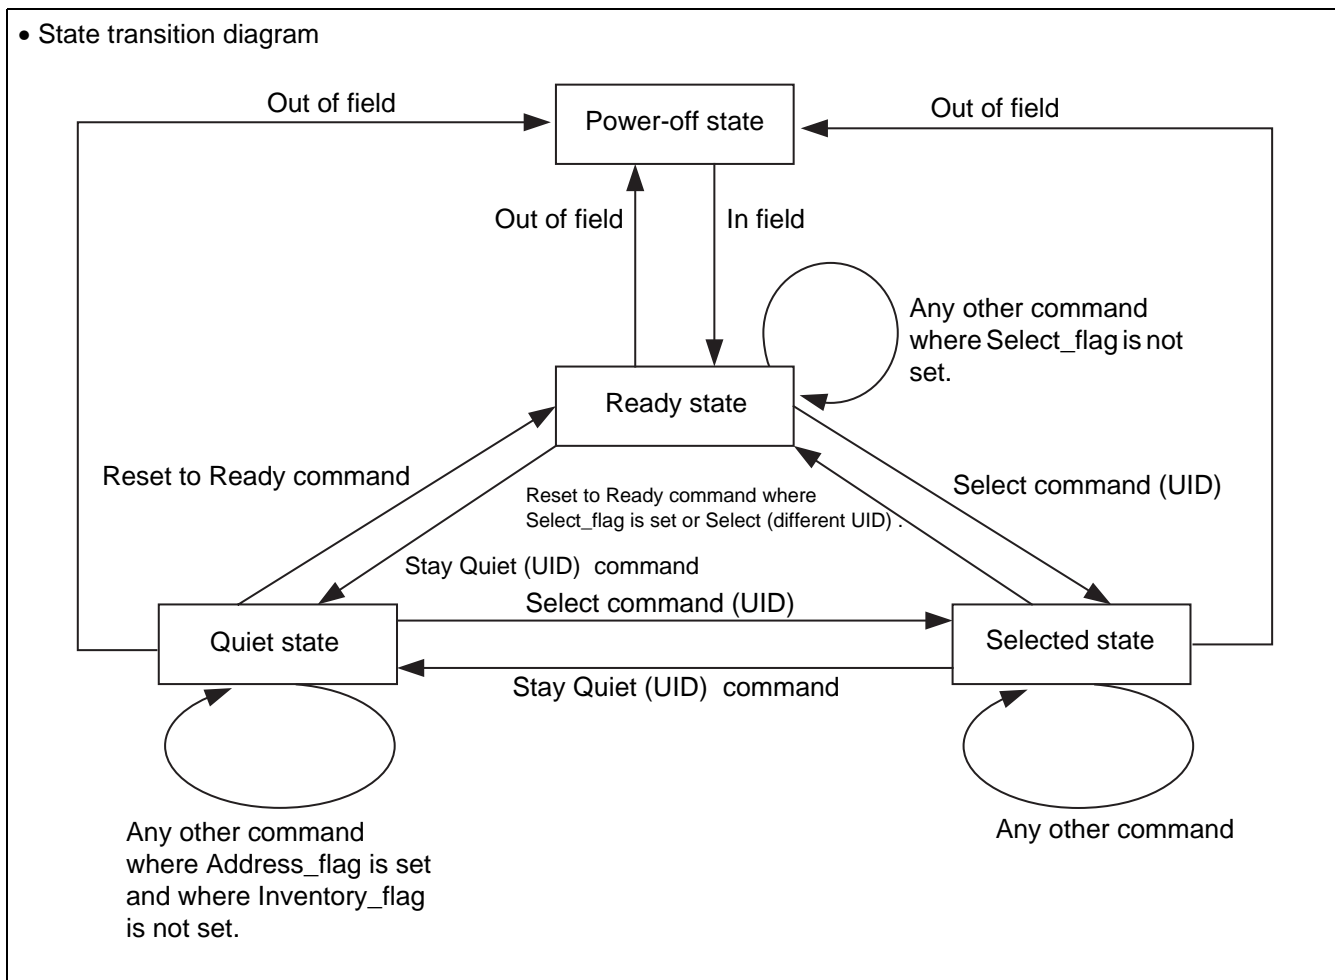 • State transition diagram
Out of field
Power-off state
Out of field
Out of field
In field
Any other command
where Select_flag is not
set.
Ready state
Reset to Ready command
Select command (UID)
Reset to Ready command where
Select_flag is set or Select (different UID) .
Stay Quiet (UID) command
Select command (UID)
Quiet state
Selected state
Stay Quiet (UID) command
Any other command
where Address_flag is set
and where Inventory_flag
is not set.
Any other command